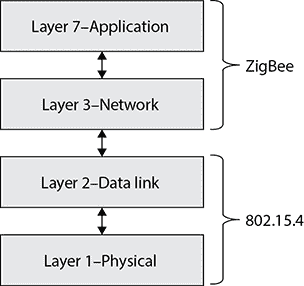 Layer 7–Application
ZigBee
Layer 3–Network
Layer 2–Data link
802.15.4
Layer 1–Physical